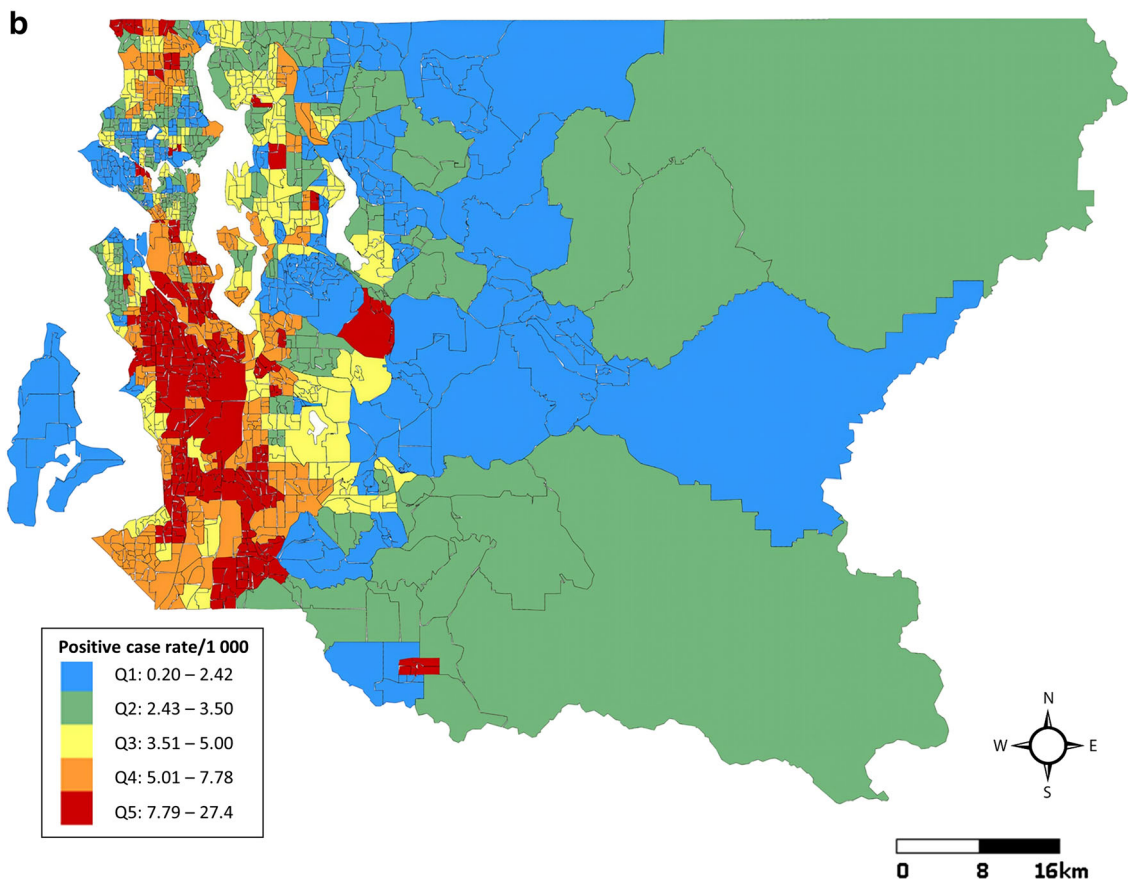 b
Positive case rate/1 000
Q1: 0.20 – 2.42
Q2: 2.43 – 3.50
Q3: 3.51 – 5.00
Q4: 5.01 – 7.78
Q5: 7.79 – 27.4
N
W E
S
0 8 16km